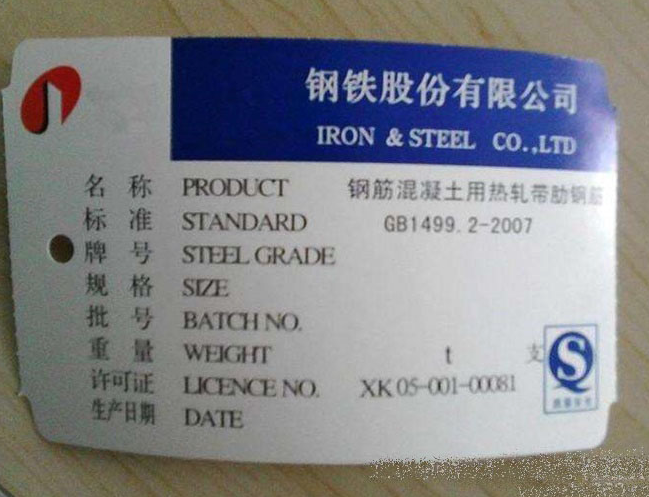 钢铁股份有限公司
IRON & STEEL CO.,LTD
名 称 PRODUCT 钢筋混凝土用热轧带肋钢筋
标 准 STANDARD GB1499.2-2007
牌 号 STEEL GRADE
规 格 SIZE
批 号 BATCH NO.
重 量 WEIGHT t 支
许可证 LICENCE NO. XK05-001-00081
生产日期 DATE